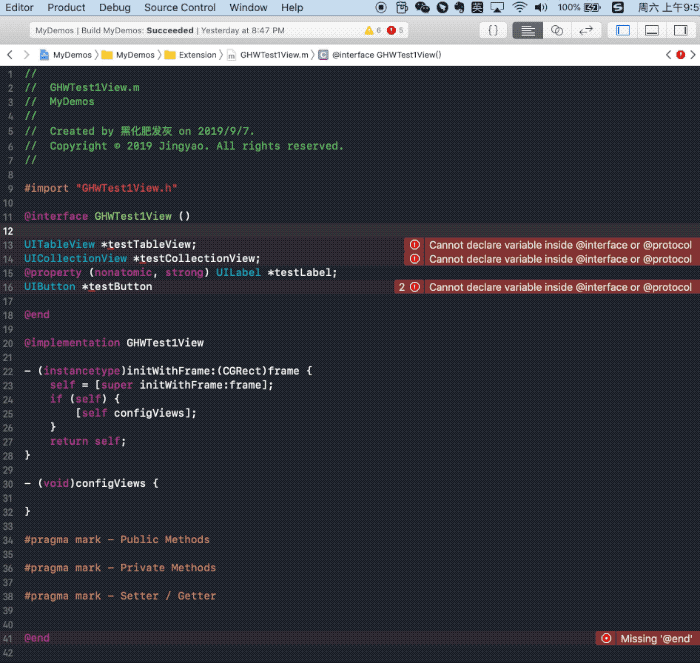 Editor Product Debug Source Control Window Help 100% 周六 上午9:5
MyDemos | Build MyDemos: Succeeded | Yesterday at 8:47 PM 6 5 {}
MyDemos MyDemos Extension m GHWTest1View.m C @interface GHWTest1View()
1 //
2 //  GHWTest1View.m
3 //  MyDemos
4 //
5 //  Created by 黑化肥发灰 on 2019/9/7.
6 //  Copyright © 2019 Jingyao. All rights reserved.
7 //
8
9 #import "GHWTest1View.h"
10
11 @interface GHWTest1View ()
12
13 UITableView *testTableView; Cannot declare variable inside @interface or @protocol
14 UICollectionView *testCollectionView; Cannot declare variable inside @interface or @protocol
15 @property (nonatomic, strong) UILabel *testLabel;
16 UIButton *testButton 2 Cannot declare variable inside @interface or @protocol
17
18 @end
19
20 @implementation GHWTest1View
21
22 - (instancetype)initWithFrame:(CGRect)frame {
23     self = [super initWithFrame:frame];
24     if (self) {
25         [self configViews];
26     }
27     return self;
28 }
29
30 - (void)configViews {
31
32 }
33
34 #pragma mark - Public Methods
35
36 #pragma mark - Private Methods
37
38 #pragma mark - Setter / Getter
39
40
41 @end Missing '@end'
42